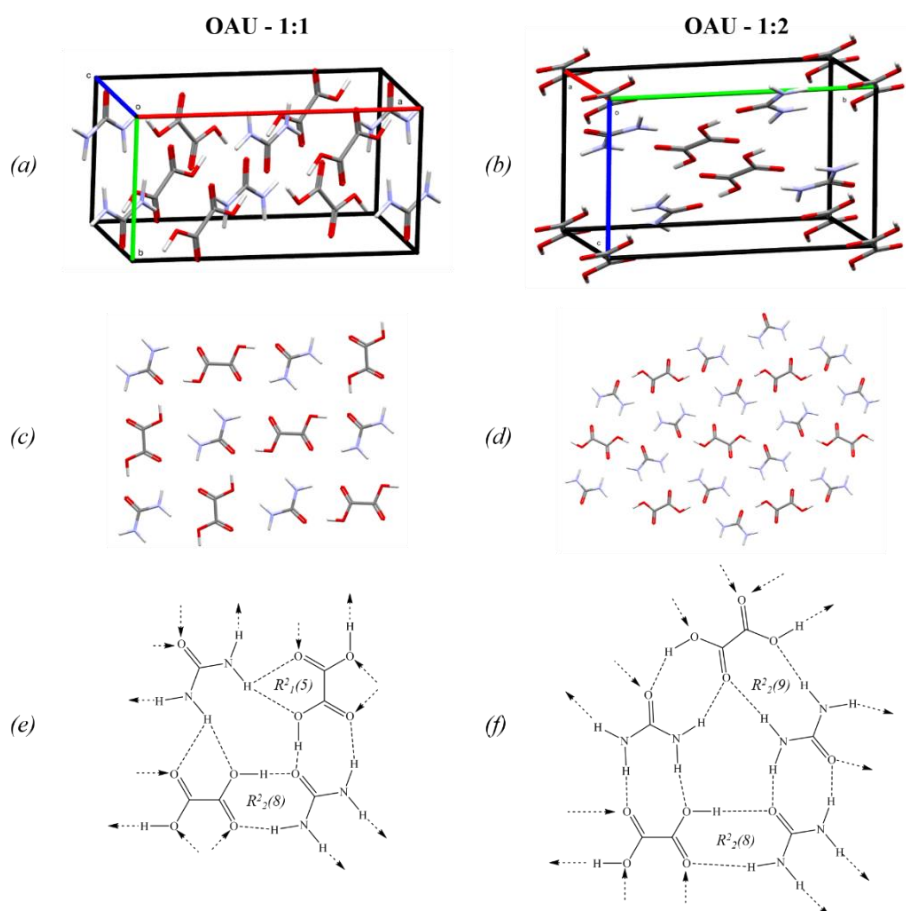 OAU - 1:1
OAU - 1:2
(a)
c
o
a
b
(b)
a
o
b
c
(c)
(d)
(e)
H
H
O
N
O
O
H
R²₁(5)
N
H
O
O
H
H
H
O
O
H
O
N
H
R²₂(8)
H
O
O
H
N
H
(f)
O
H
O
O
H
H
O
R²₂(9)
O
H
N
H
H
H
H
N
N
N
H
O
H
H
H
H
O
O
H
O
N
H
R²₂(8)
H
O
O
H
N
H